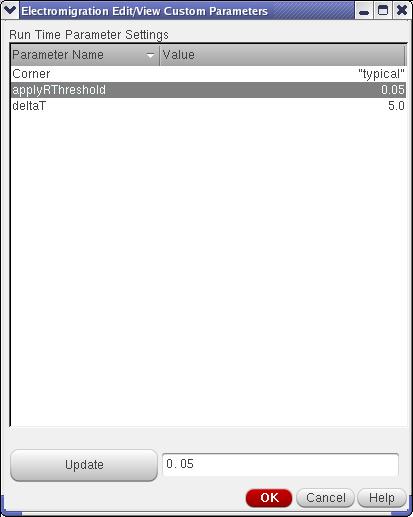 Electromigration Edit/View Custom Parameters
Run Time Parameter Settings
Parameter Name Value
Corner "typical"
applyRThreshold 0.05
deltaT 5.0
Update 0.05
OK Cancel Help